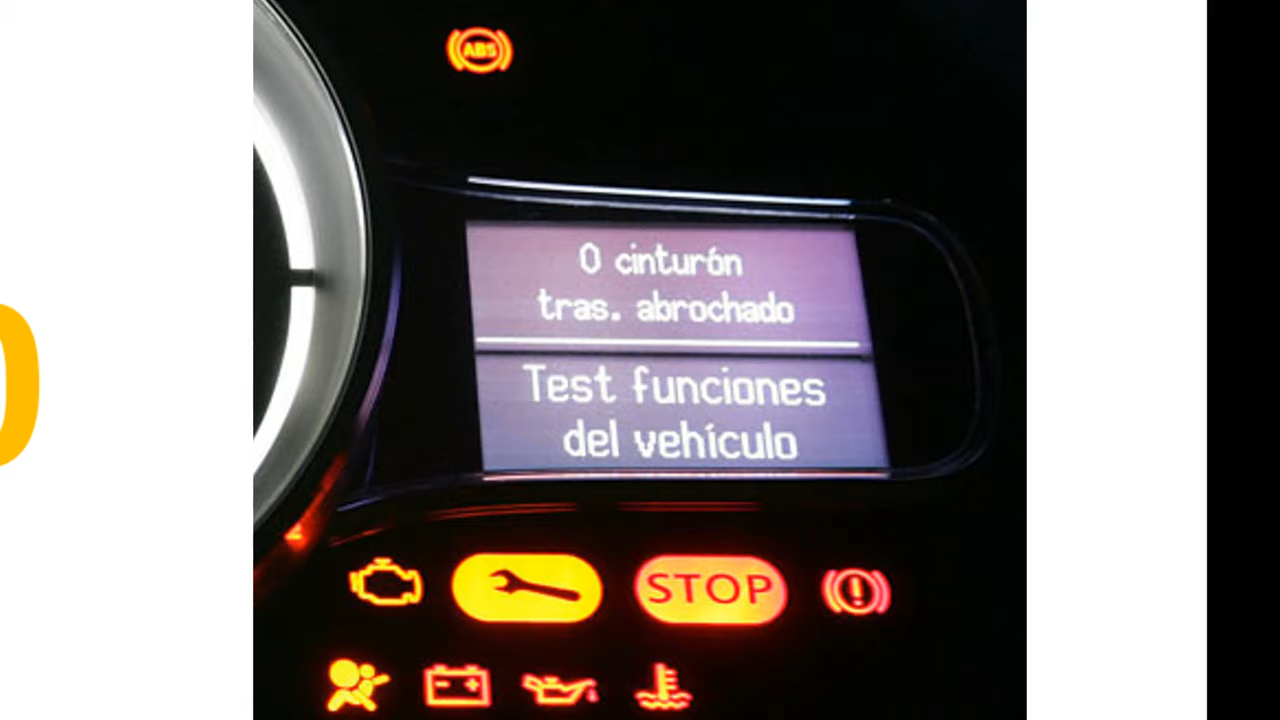 ABS
0 cinturón
tras. abrochado
Test funciones
del vehículo
STOP